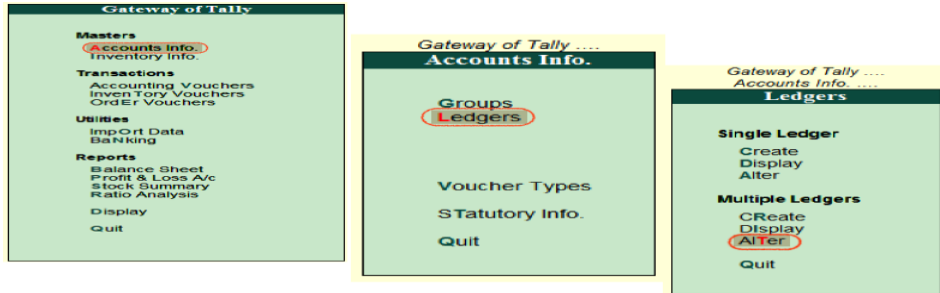 Gateway of Tally
Masters
Accounts Info.
Inventory Info.
Transactions
Accounting Vouchers
InvenTory Vouchers
OrdEr Vouchers
Utilities
ImpOrt Data
BaNking
Reports
Balance Sheet
Profit & Loss A/c
Stock Summary
Ratio Analysis
Display
Quit
Gateway of Tally ....
Accounts Info.
Groups
Ledgers
Voucher Types
STatutory Info.
Quit
Gateway of Tally ....
Accounts Info. ....
Ledgers
Single Ledger
Create
Display
Alter
Multiple Ledgers
CReate
DIsplay
AlTer
Quit